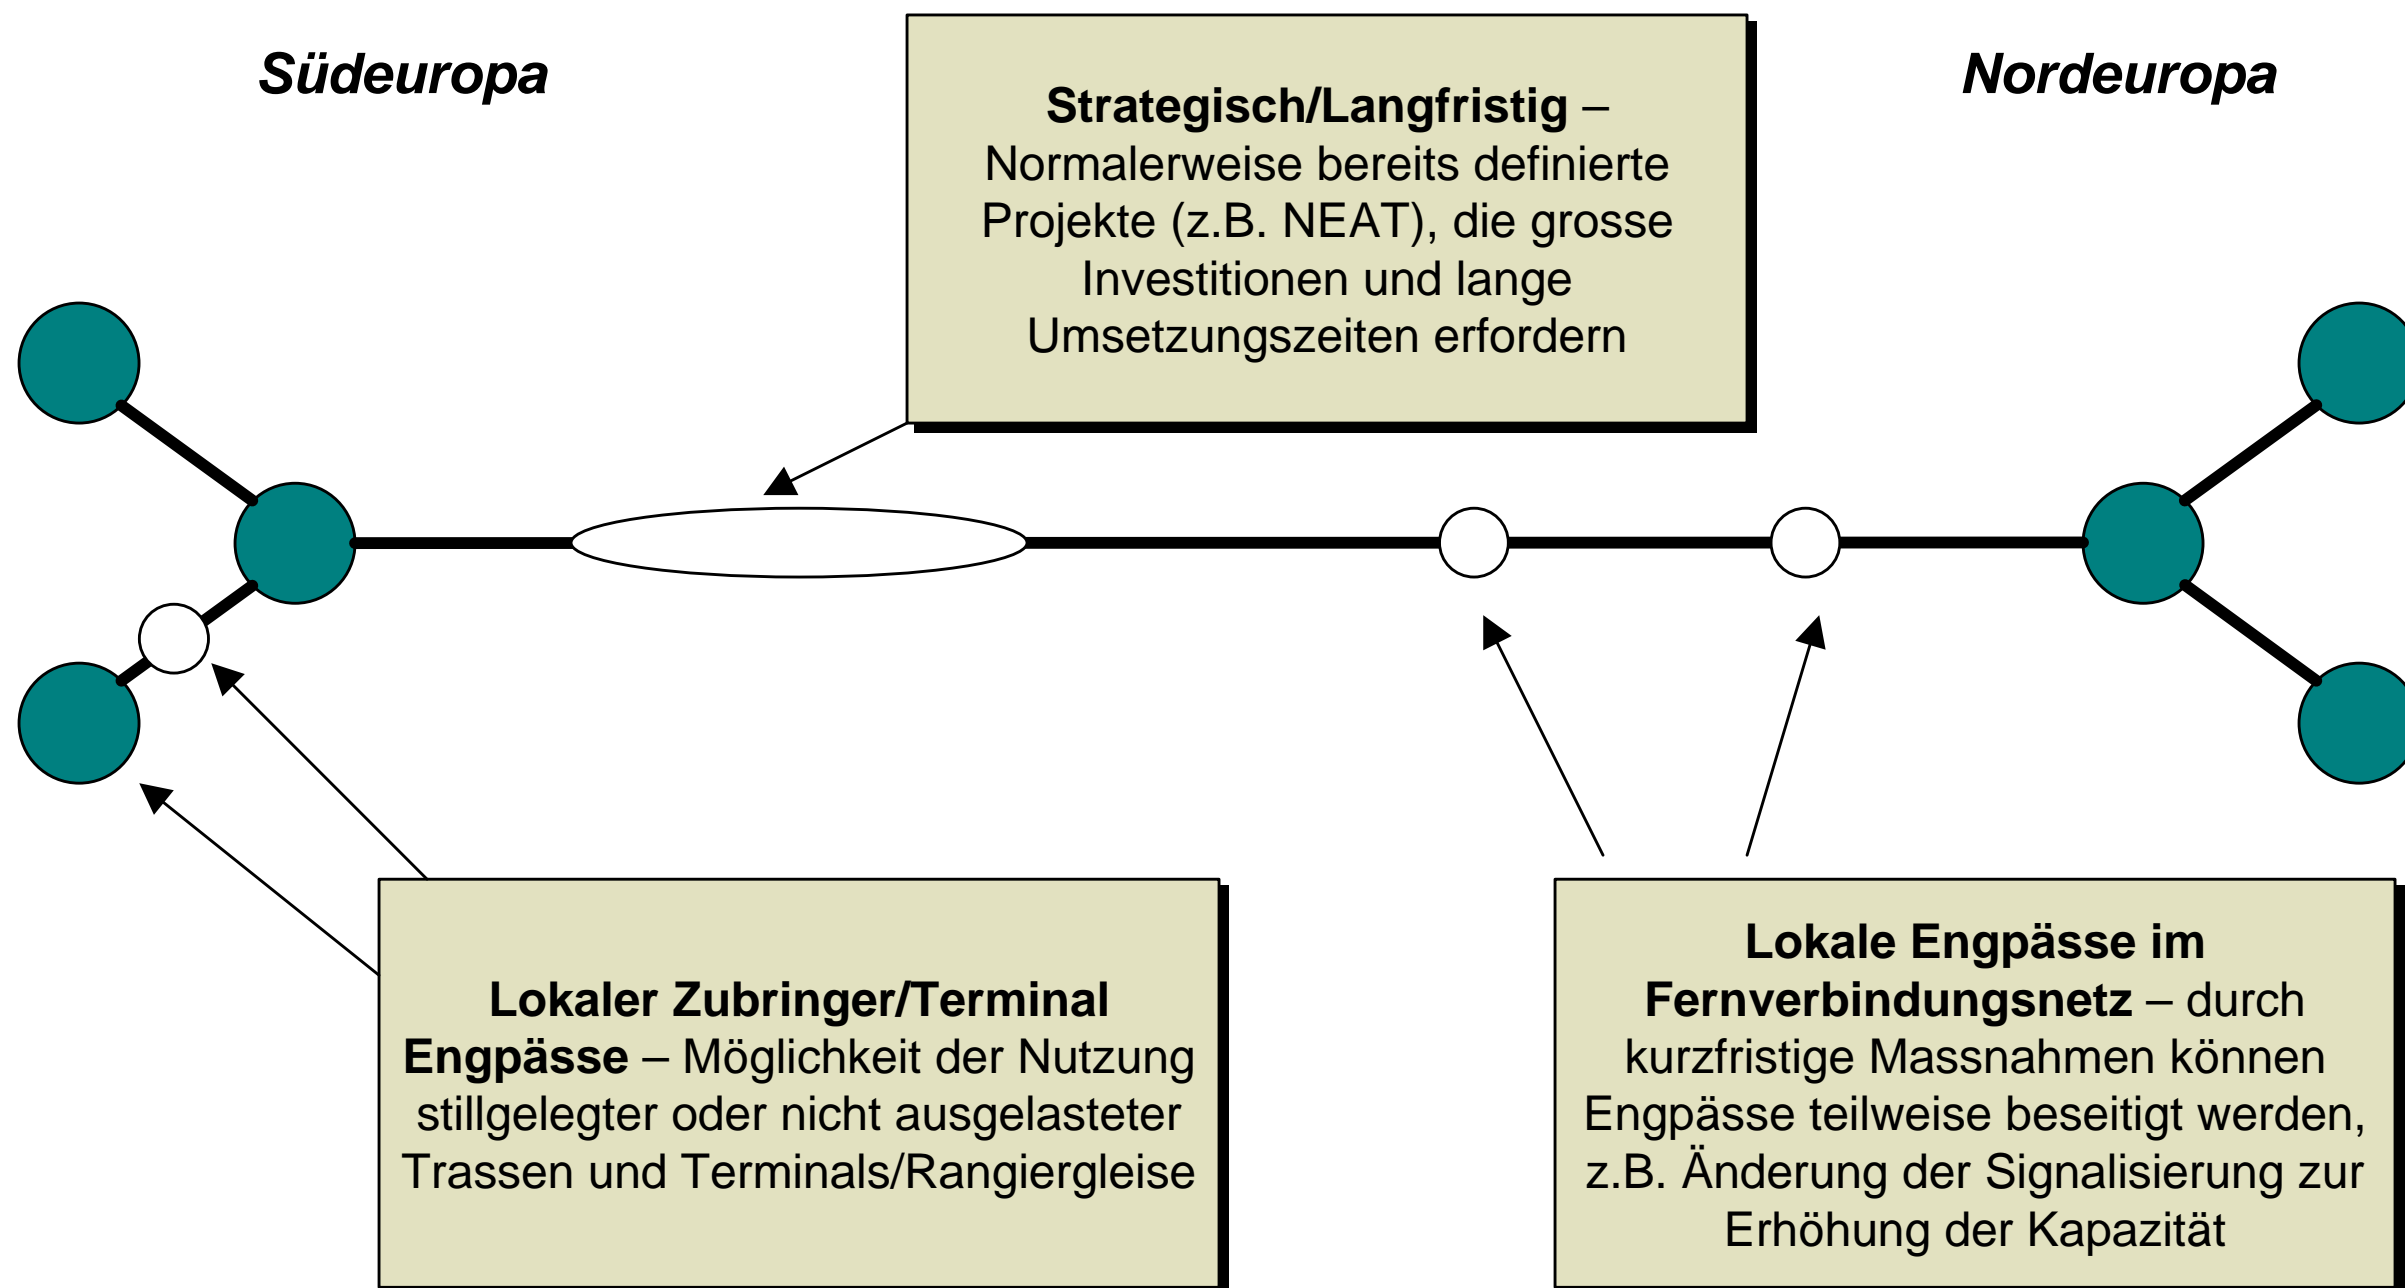 Südeuropa
Nordeuropa
Strategisch/Langfristig –
Normalerweise bereits definierte
Projekte (z.B. NEAT), die grosse
Investitionen und lange
Umsetzungszeiten erfordern
Lokaler Zubringer/Terminal
Engpässe – Möglichkeit der Nutzung
stillgelegter oder nicht ausgelasteter
Trassen und Terminals/Rangiergleise
Lokale Engpässe im
Fernverbindungsnetz – durch
kurzfristige Massnahmen können
Engpässe teilweise beseitigt werden,
z.B. Änderung der Signalisierung zur
Erhöhung der Kapazität